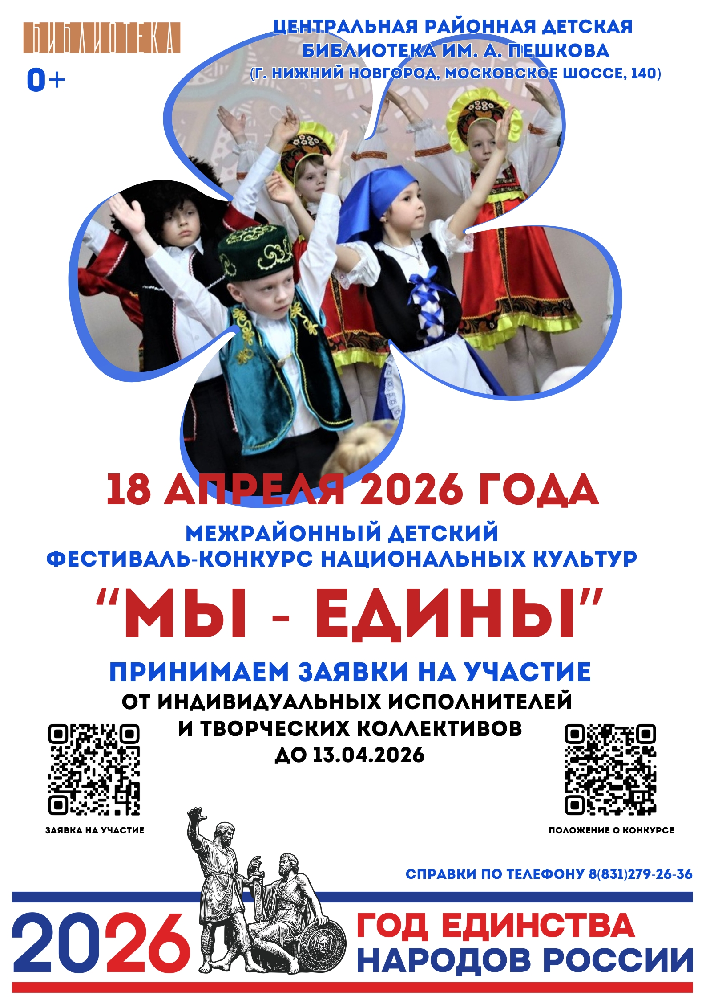 БИБЛИОТЕКА
0+
ЦЕНТРАЛЬНАЯ РАЙОННАЯ ДЕТСКАЯ
БИБЛИОТЕКА ИМ. А. ПЕШКОВА
(Г. НИЖНИЙ НОВГОРОД, МОСКОВСКОЕ ШОССЕ, 140)
18 АПРЕЛЯ 2026 ГОДА
МЕЖРАЙОННЫЙ ДЕТСКИЙ
ФЕСТИВАЛЬ-КОНКУРС НАЦИОНАЛЬНЫХ КУЛЬТУР
“МЫ - ЕДИНЫ”
ПРИНИМАЕМ ЗАЯВКИ НА УЧАСТИЕ
ОТ ИНДИВИДУАЛЬНЫХ ИСПОЛНИТЕЛЕЙ
И ТВОРЧЕСКИХ КОЛЛЕКТИВОВ
ДО 13.04.2026
ЗАЯВКА НА УЧАСТИЕ
ПОЛОЖЕНИЕ О КОНКУРСЕ
СПРАВКИ ПО ТЕЛЕФОНУ 8(831)279-26-36
2026
ГОД ЕДИНСТВА
НАРОДОВ РОССИИ